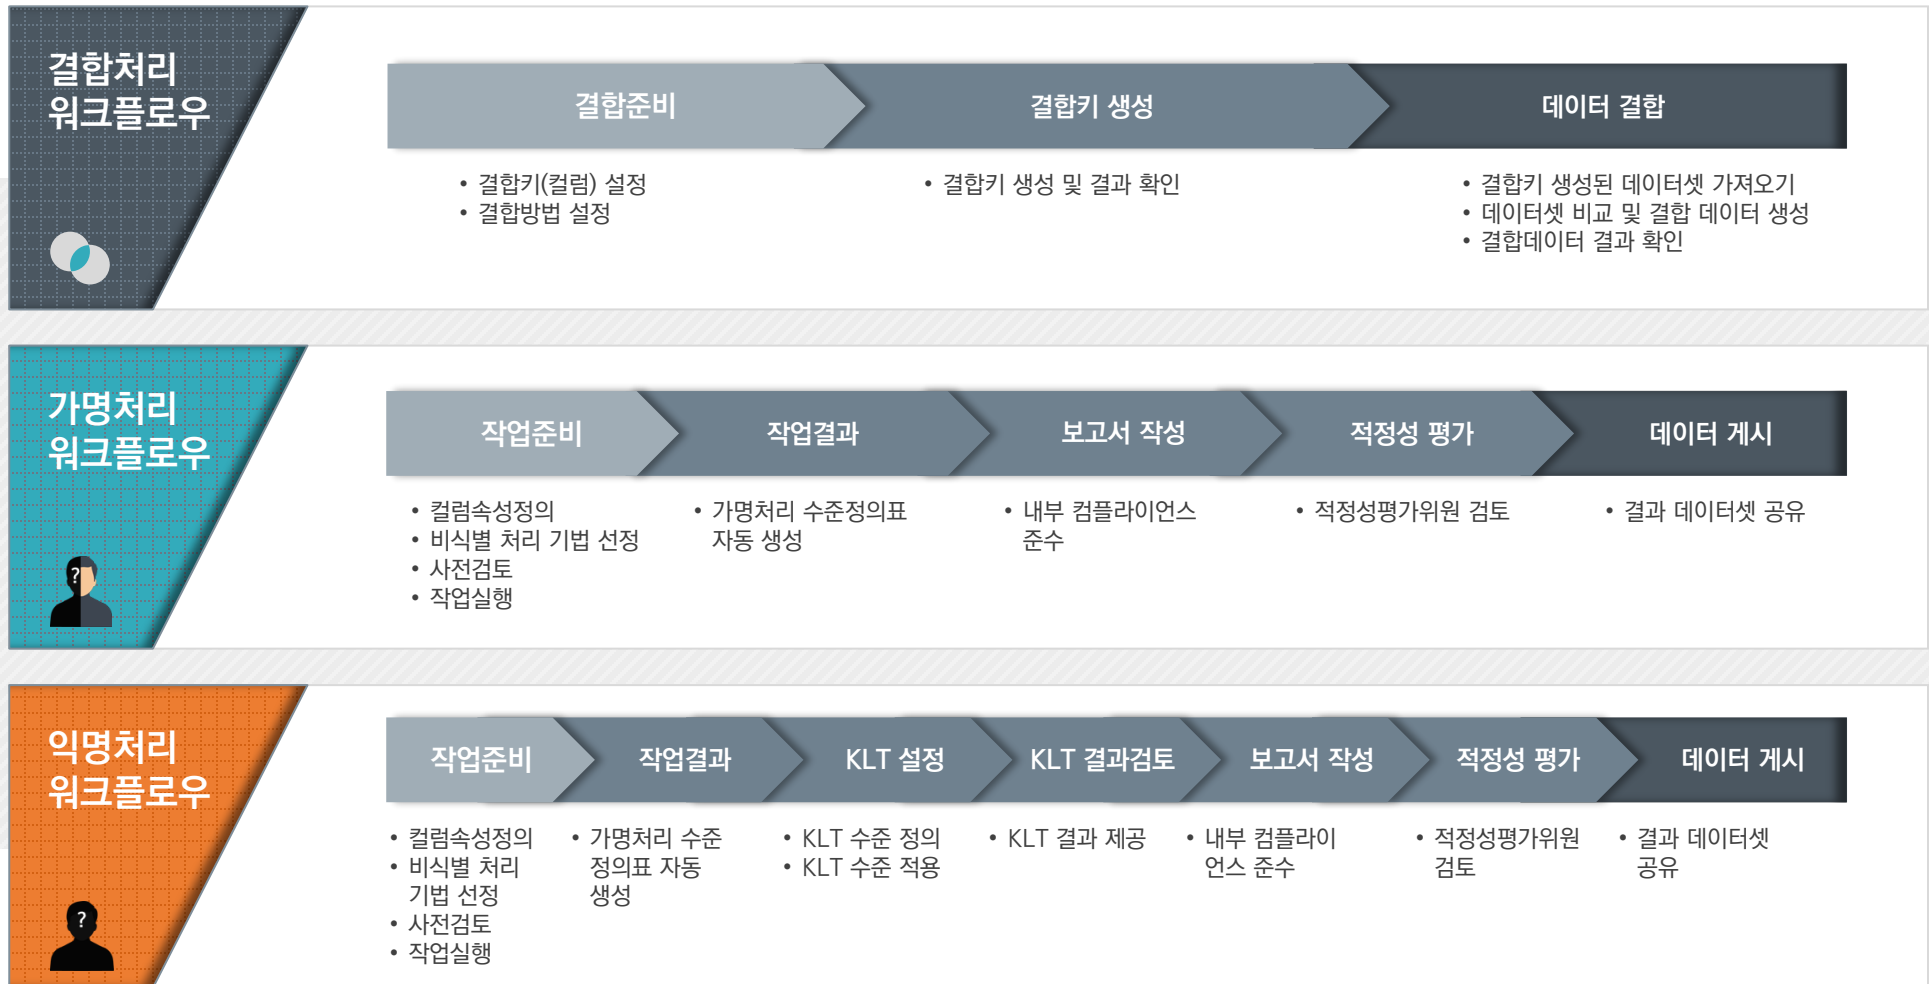 결합처리
워크플로우
결합준비
결합키 생성
데이터 결합
• 결합키(컬럼) 설정
• 결합방법 설정
• 결합키 생성 및 결과 확인
• 결합키 생성된 데이터셋 가져오기
• 데이터셋 비교 및 결합 데이터 생성
• 결합데이터 결과 확인
가명처리
워크플로우
작업준비
작업결과
보고서 작성
적정성 평가
데이터 게시
• 컬럼속성정의
• 비식별 처리 기법 선정
• 사전검토
• 작업실행
• 가명처리 수준정의표
자동 생성
• 내부 컴플라이언스
준수
• 적정성평가위원 검토
• 결과 데이터셋 공유
?
익명처리
워크플로우
작업준비
작업결과
KLT 설정
KLT 결과검토
보고서 작성
적정성 평가
데이터 게시
• 컬럼속성정의
• 비식별 처리
기법 선정
• 사전검토
• 작업실행
• 가명처리 수준
정의표 자동
생성
• KLT 수준 정의
• KLT 수준 적용
• KLT 결과 제공
• 내부 컴플라이
언스 준수
• 적정성평가위원
검토
• 결과 데이터셋
공유
?